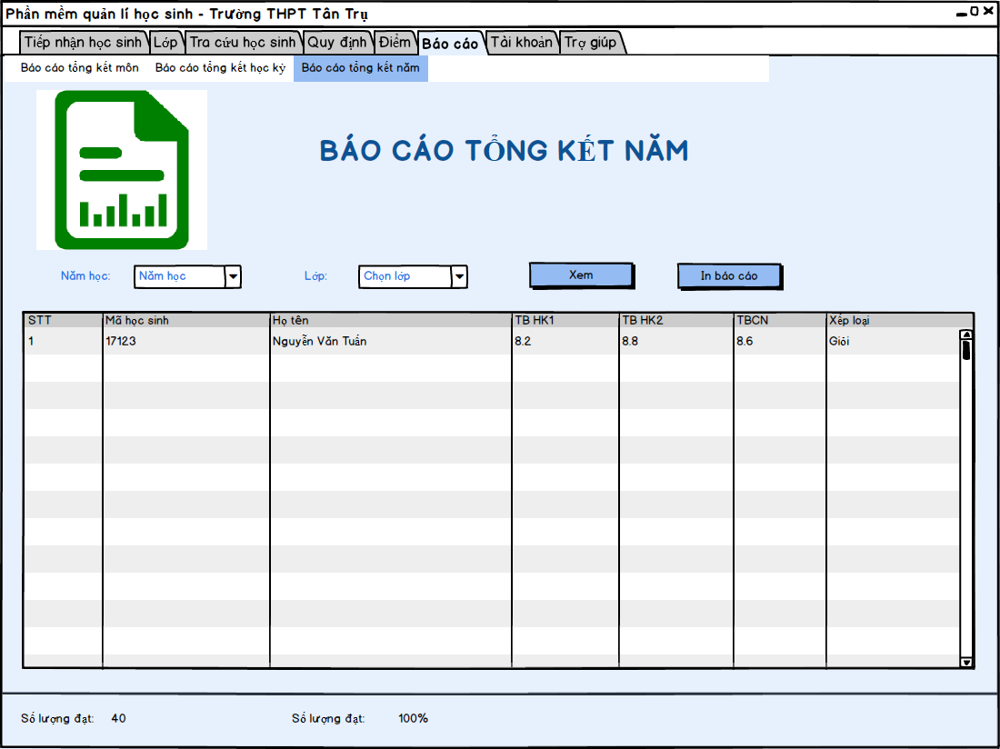 Phần mềm quản lí học sinh - Trường THPT Tân Trụ
Tiếp nhận học sinh Lớp Tra cứu học sinh Quy định Điểm Báo cáo Tài khoản Trợ giúp
Báo cáo tổng kết môn Báo cáo tổng kết học kỳ Báo cáo tổng kết năm
BÁO CÁO TỔNG KẾT NĂM
Năm học: Năm học Lớp: Chọn lớp Xem In báo cáo
STT Mã học sinh Họ tên TB HK1 TB HK2 TBCN Xếp loại
1 17123 Nguyễn Văn Tuấn 8.2 8.8 8.6 Giỏi
Số lượng đạt: 40 Số lượng đạt: 100%